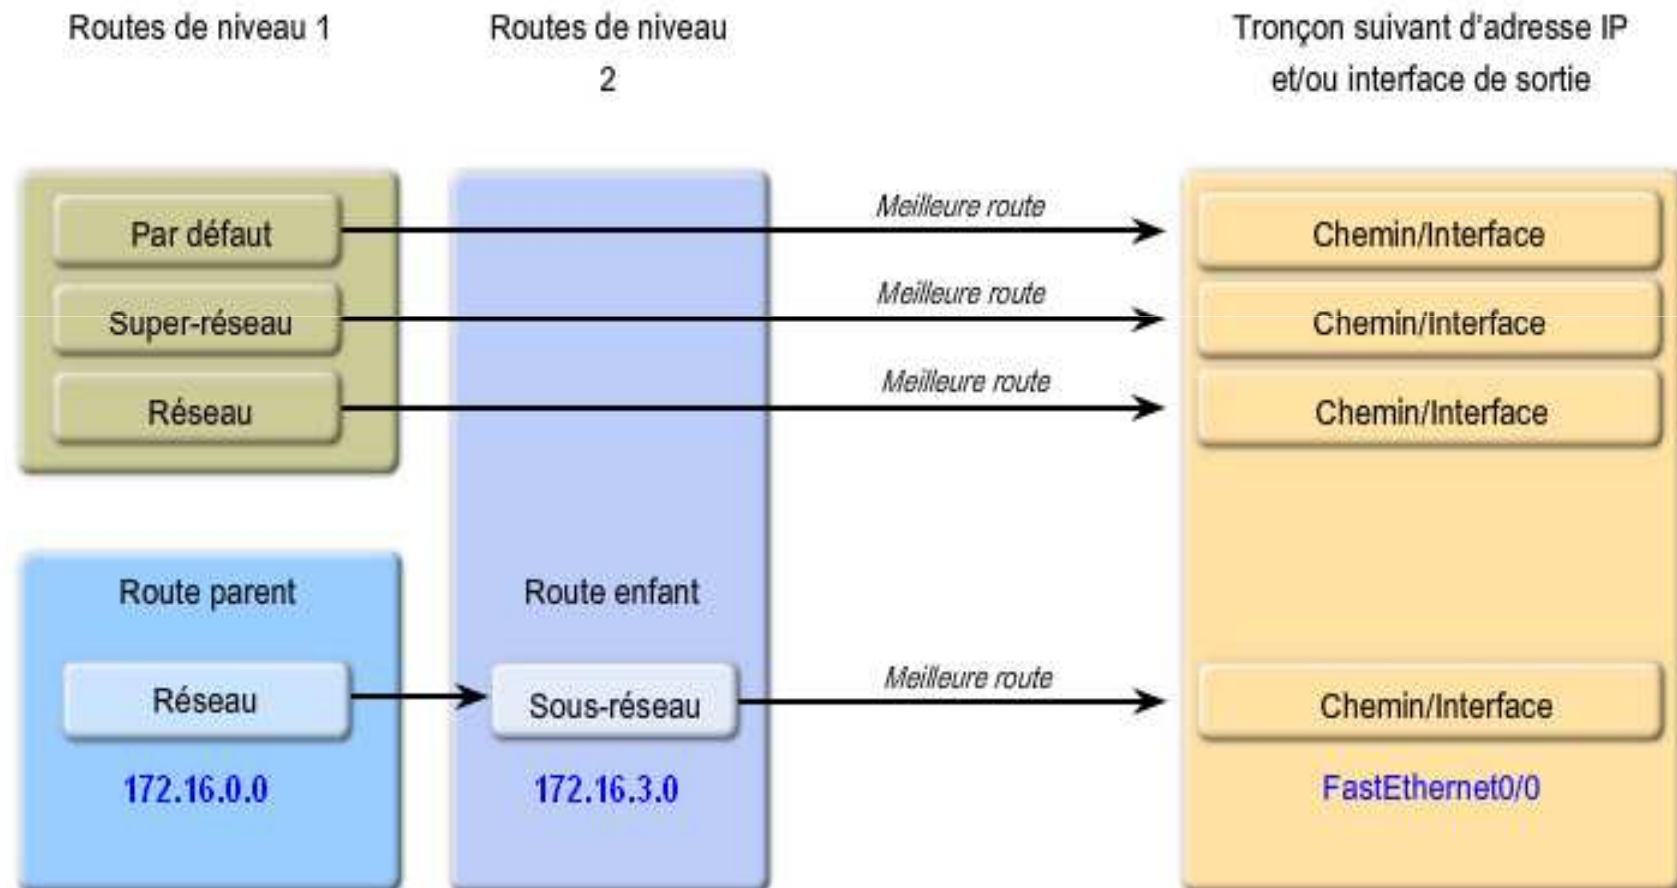 Routes de niveau 1
Routes de niveau
2
Tronçon suivant d'adresse IP
et/ou interface de sortie
Par défaut
Meilleure route
Chemin/Interface
Super-réseau
Meilleure route
Chemin/Interface
Réseau
Meilleure route
Chemin/Interface
Route parent
Route enfant
Réseau
Sous-réseau
Meilleure route
Chemin/Interface
172.16.0.0
172.16.3.0
FastEthernet0/0